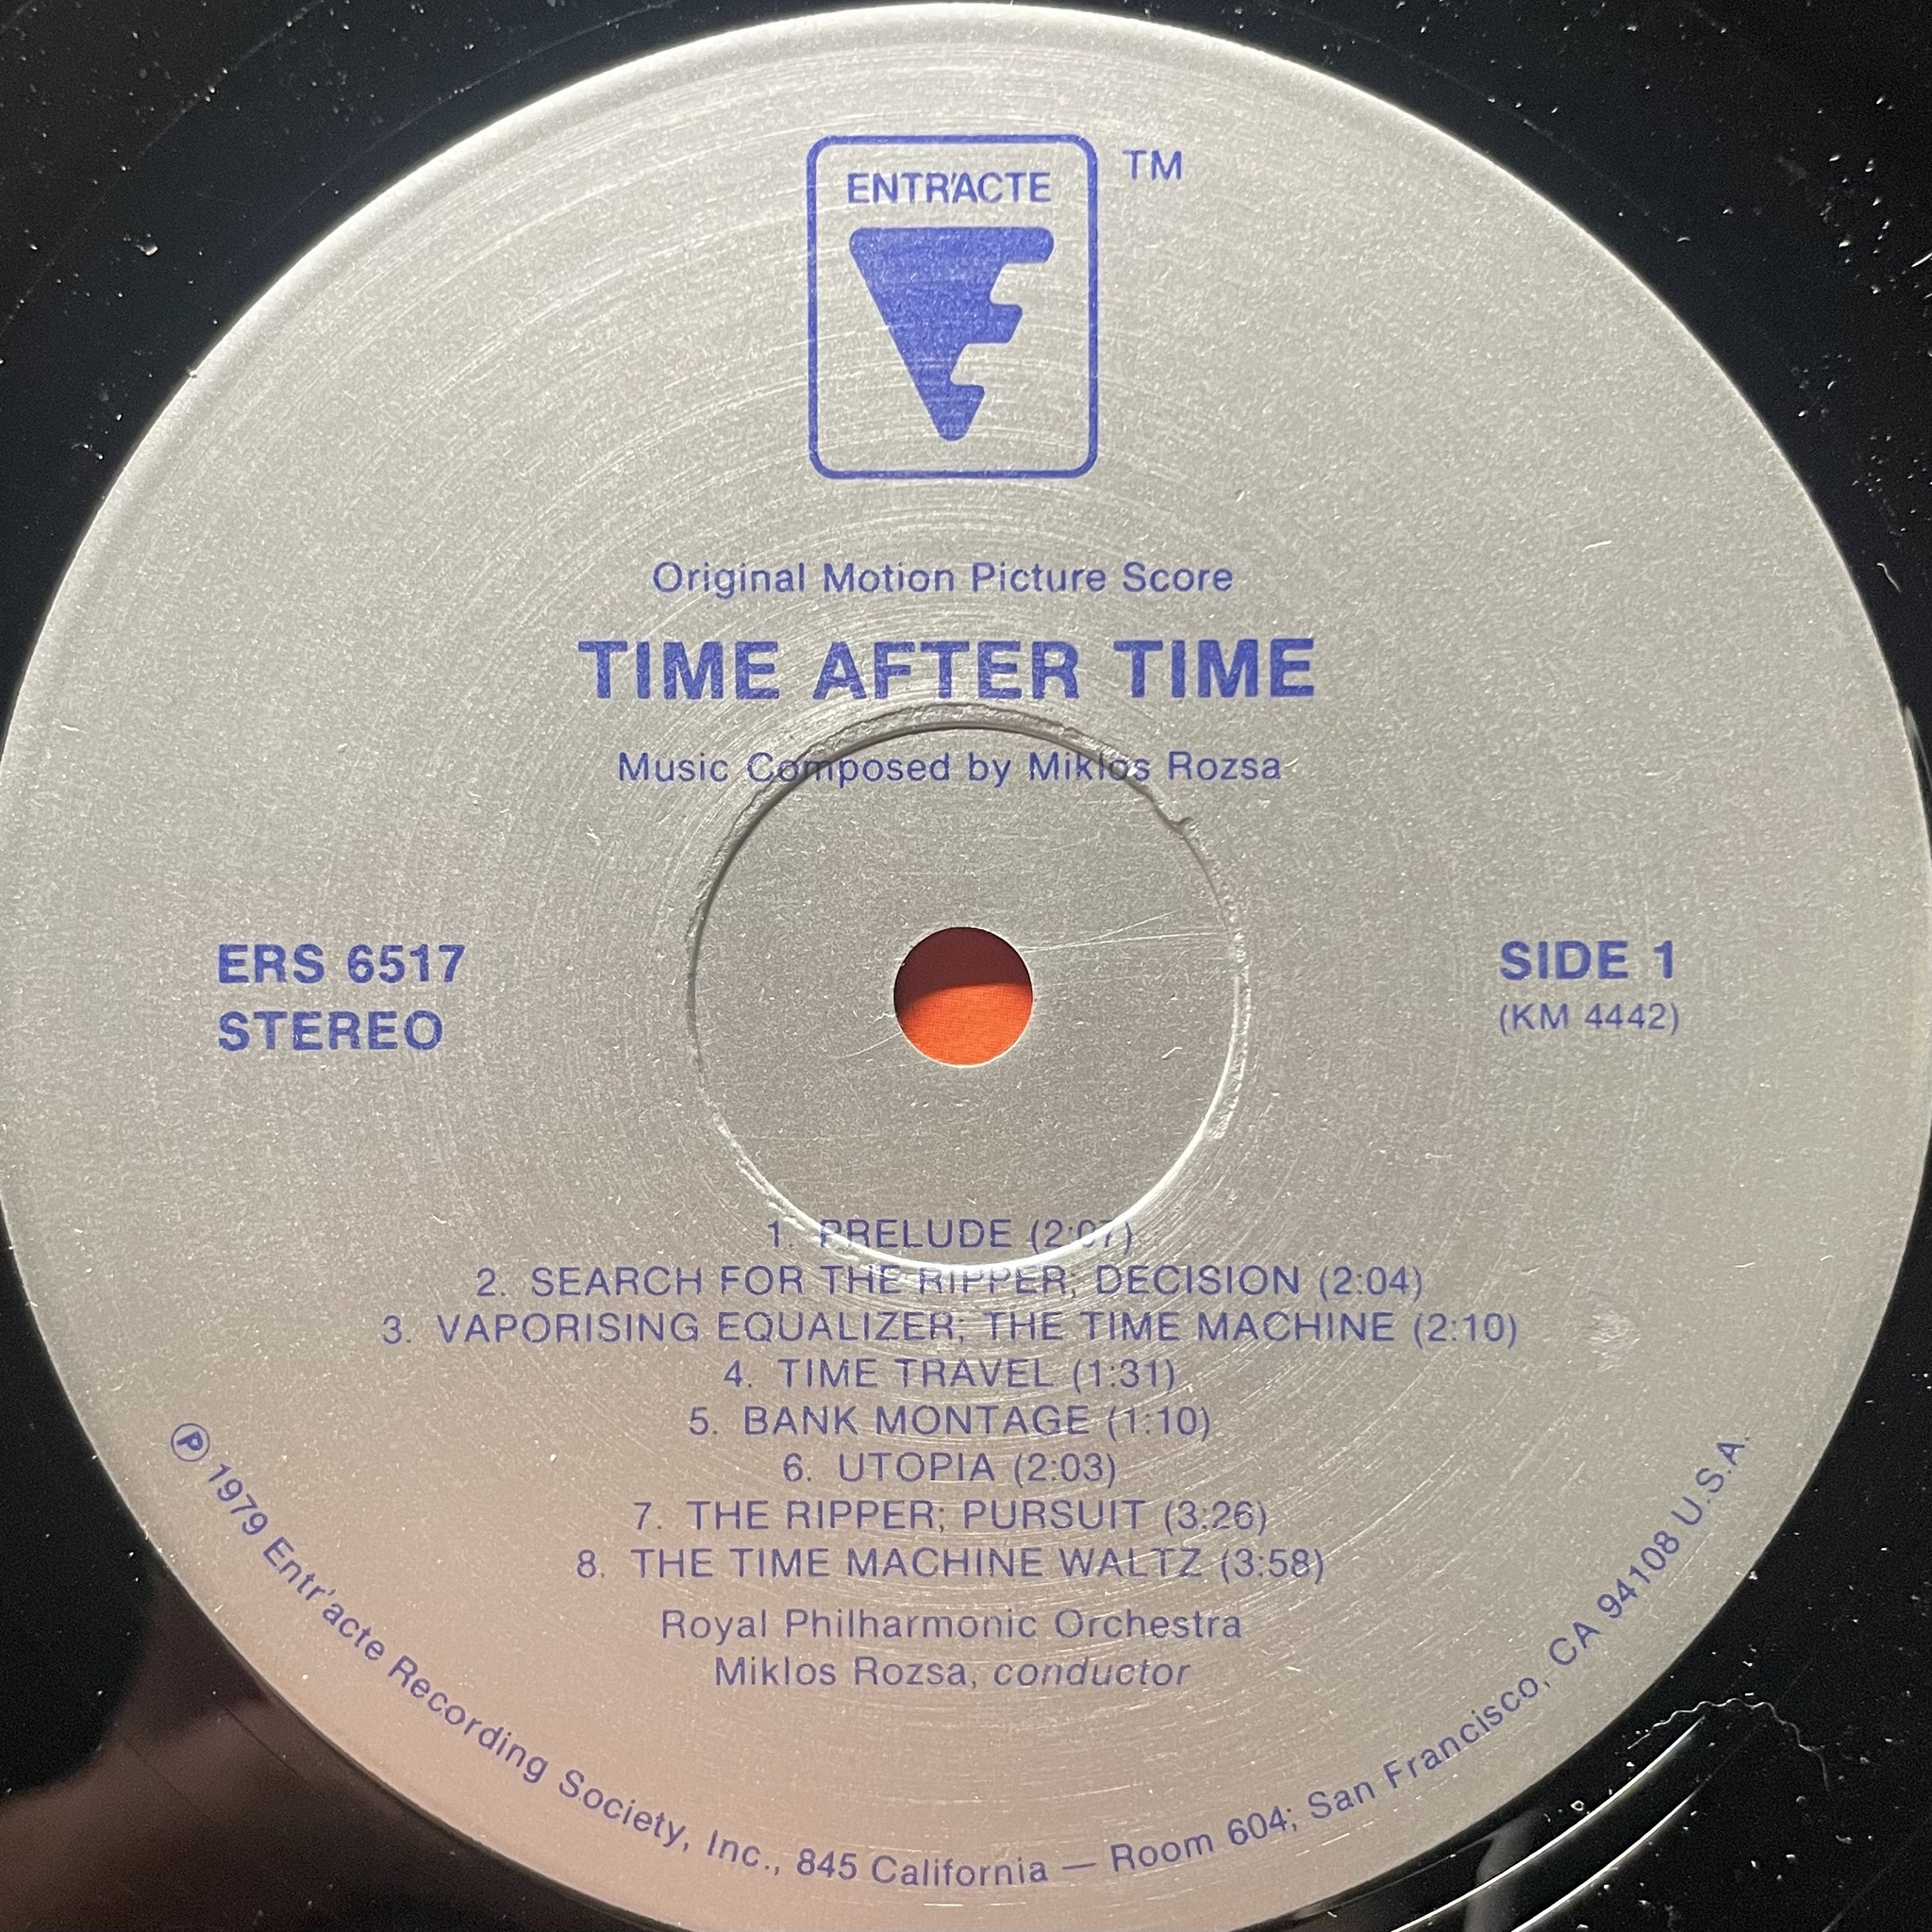 ENTR'ACTE
TM
Original Motion Picture Score
TIME AFTER TIME
Music Composed by Miklos Rozsa
ERS 6517
STEREO
SIDE 1
(KM 4442)
1. PRELUDE (2:07)
2. SEARCH FOR THE RIPPER; DECISION (2:04)
3. VAPORISING EQUALIZER; THE TIME MACHINE (2:10)
4. TIME TRAVEL (1:31)
5. BANK MONTAGE (1:10)
6. UTOPIA (2:03)
7. THE RIPPER; PURSUIT (3:26)
8. THE TIME MACHINE WALTZ (3:58)
Royal Philharmonic Orchestra
Miklos Rozsa, conductor
℗ 1979 Entr'acte Recording Society, Inc., 845 California — Room 604; San Francisco, CA 94108 U.S.A.